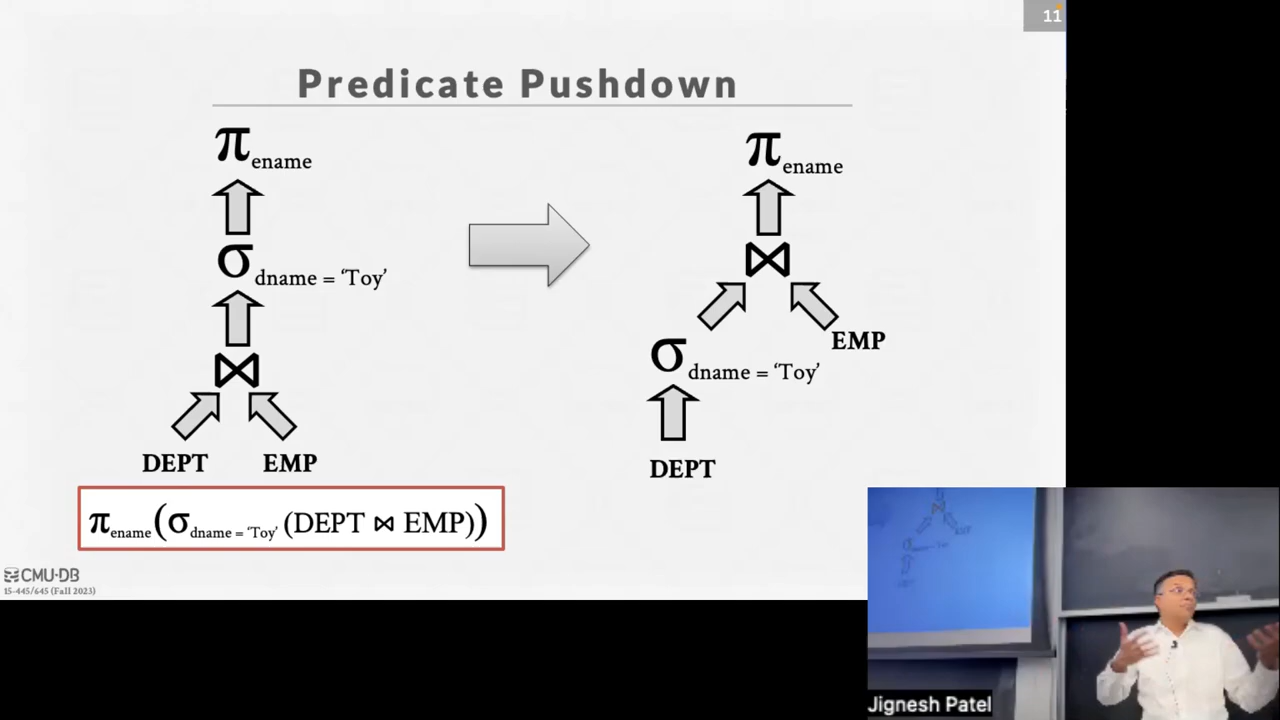 11
Predicate Pushdown
π ename
σ dname = ‘Toy’
⋈
DEPT EMP
π ename (σ dname = ‘Toy’ (DEPT ⋈ EMP))
π ename
⋈
EMP
σ dname = ‘Toy’
DEPT
CMU·DB
15-445/645 (Fall 2023)
Jignesh Patel